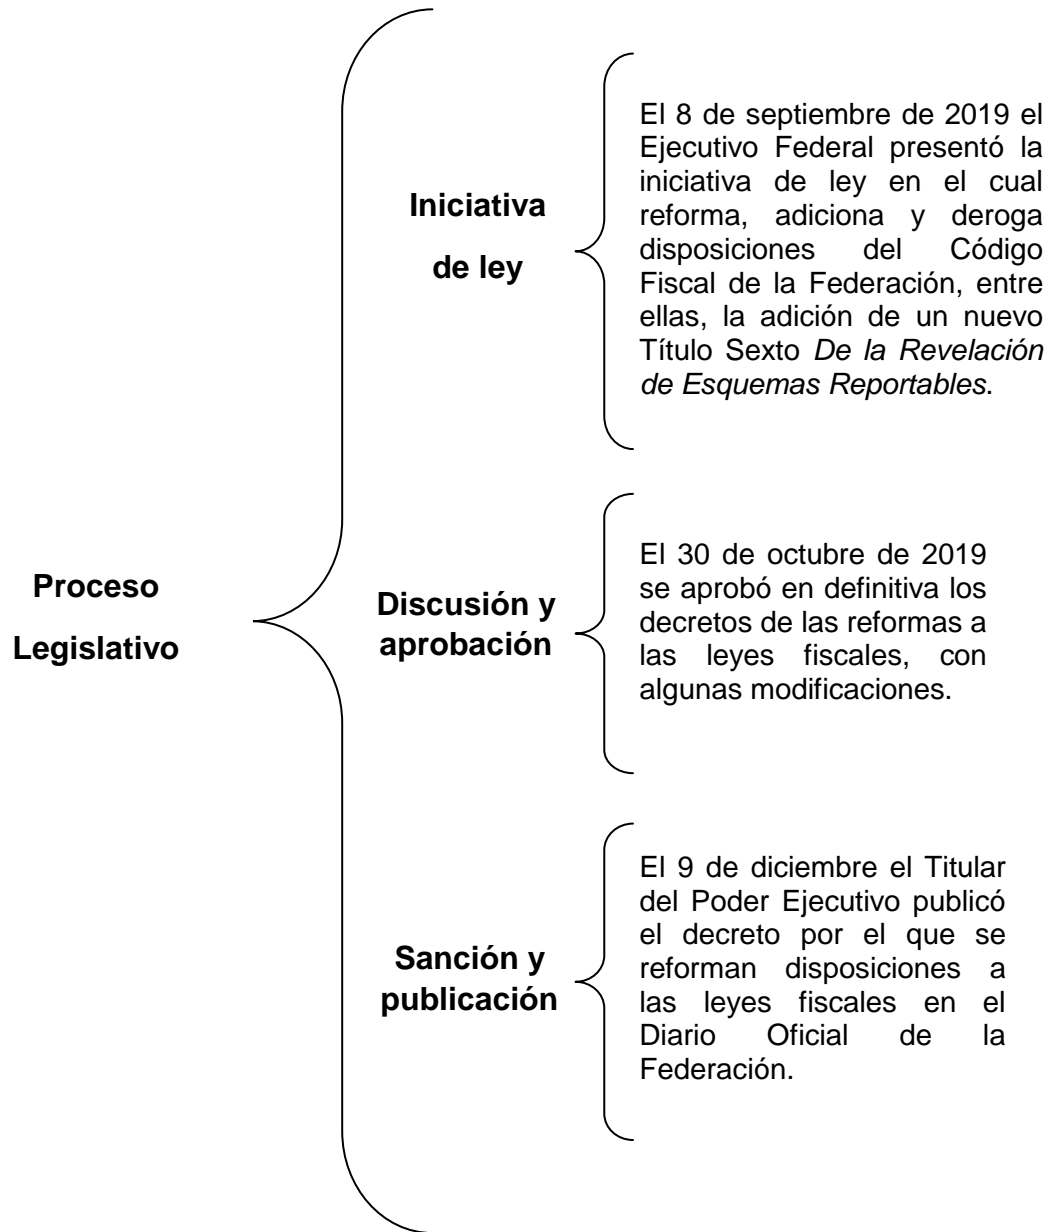 Proceso
Legislativo
Iniciativa
de ley
El 8 de septiembre de 2019 el
Ejecutivo Federal presentó la
iniciativa de ley en el cual
reforma, adiciona y deroga
disposiciones del Código
Fiscal de la Federación, entre
ellas, la adición de un nuevo
Título Sexto De la Revelación
de Esquemas Reportables.
Discusión y
aprobación
El 30 de octubre de 2019
se aprobó en definitiva los
decretos de las reformas a
las leyes fiscales, con
algunas modificaciones.
Sanción y
publicación
El 9 de diciembre el Titular
del Poder Ejecutivo publicó
el decreto por el que se
reforman disposiciones a
las leyes fiscales en el
Diario Oficial de la
Federación.